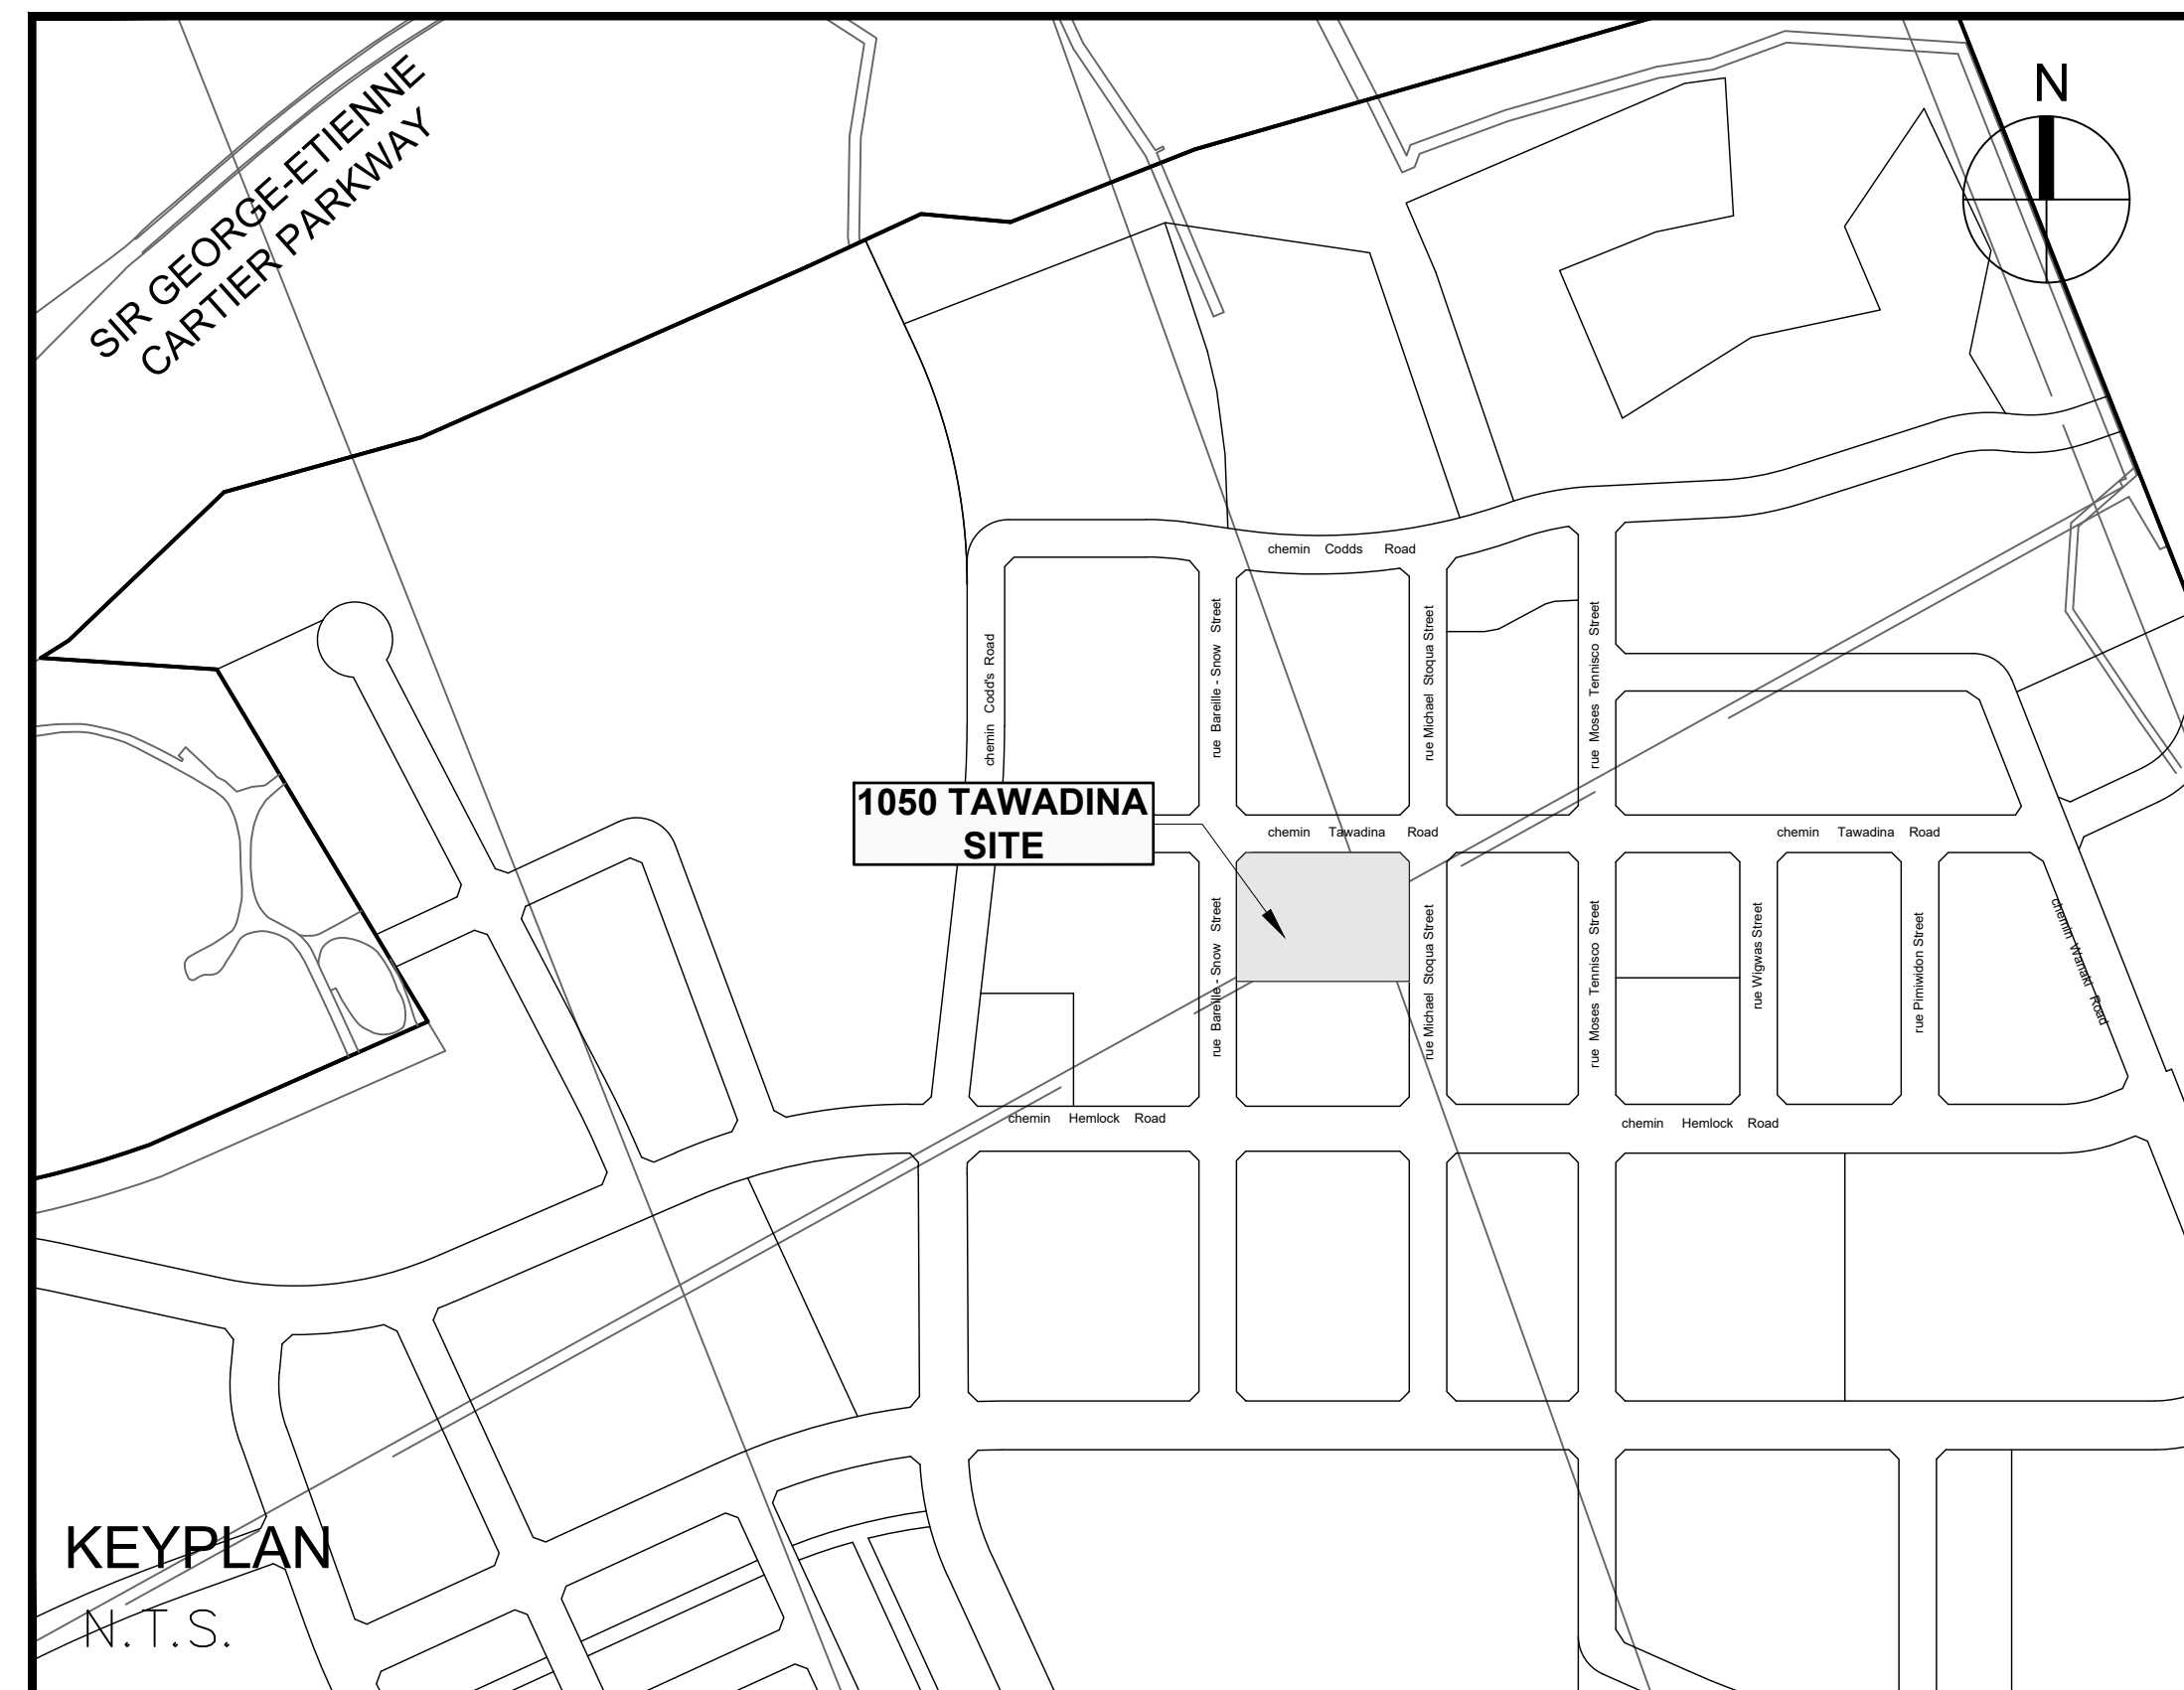 SIR GEORGE-ETIENNE
CARTIER PARKWAY
N
chemin Codds Road
chemin Codd's Road
rue Bareille - Snow Street
rue Michael Stoqua Street
rue Moses Tennisco Street
1050 TAWADINA
SITE
chemin Tawadina Road
chemin Tawadina Road
rue Bareille - Snow Street
rue Michael Stoqua Street
rue Moses Tennisco Street
rue Wigwas Street
rue Pimiwidon Street
chemin Wanaki Road
chemin Hemlock Road
chemin Hemlock Road
KEYPLAN
N.T.S.